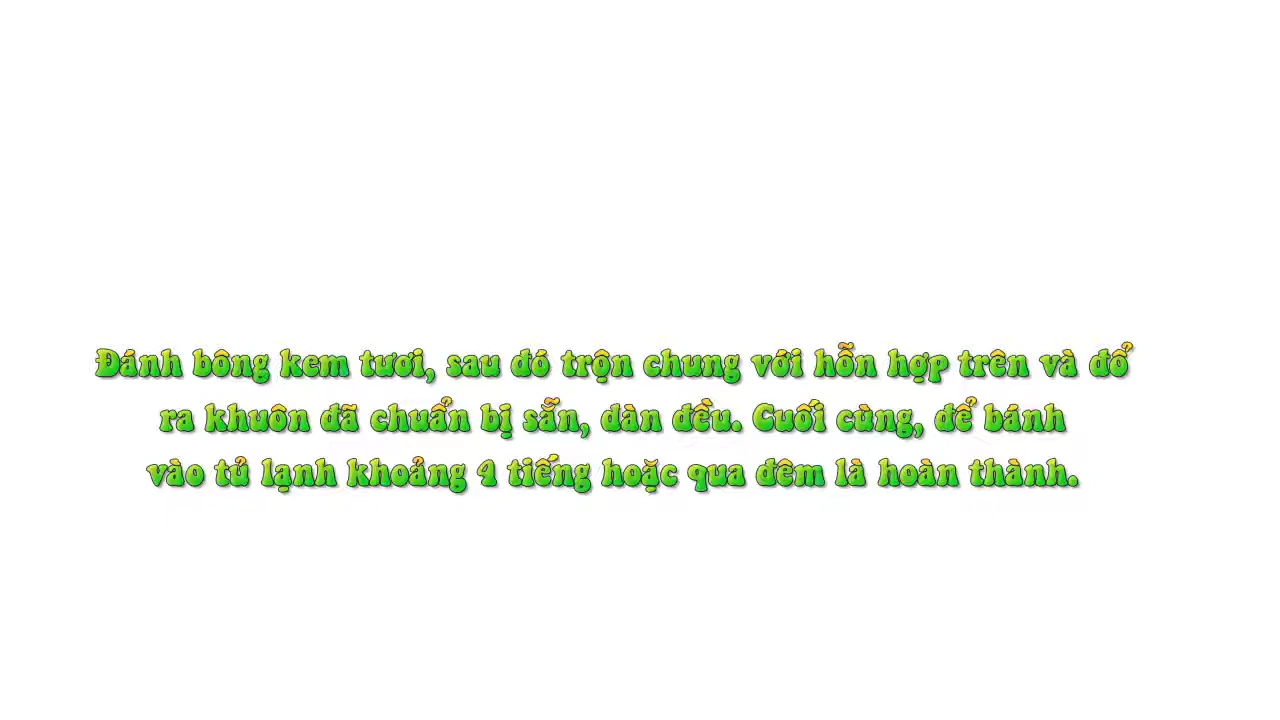 Đánh bông kem tươi, sau đó trộn chung với hỗn hợp trên và đổ
ra khuôn đã chuẩn bị sẵn, dàn đều. Cuối cùng, để bánh
vào tủ lạnh khoảng 4 tiếng hoặc qua đêm là hoàn thành.